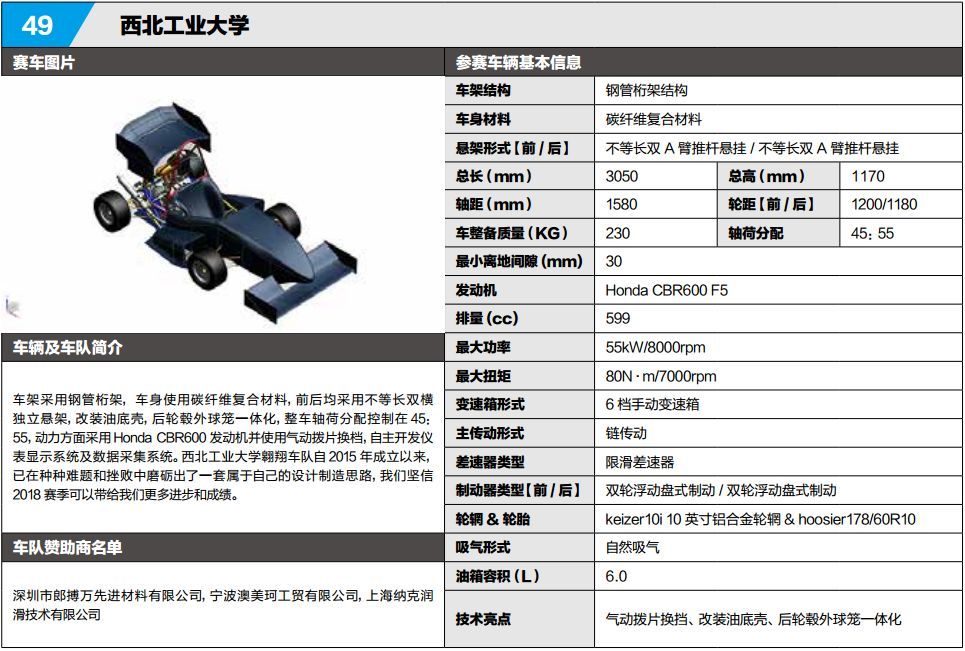 49 西北工业大学
赛车图片
车辆及车队简介
车架采用钢管桁架，车身使用碳纤维复合材料，前后均采用不等长双横
独立悬架，改装油底壳，后轮毂外球笼一体化，整车轴荷分配控制在 45：
55，动力方面采用 Honda CBR600 发动机并使用气动拨片换档，自主开发仪
表显示系统及数据采集系统。西北工业大学翱翔车队自 2015 年成立以来，
已在种种难题和挫败中磨砺出了一套属于自己的设计制造思路，我们坚信
2018 赛季可以带给我们更多进步和成绩。
车队赞助商名单
深圳市郎搏万先进材料有限公司，宁波澳美珂工贸有限公司，上海纳克润
滑技术有限公司
参赛车辆基本信息
车架结构 钢管桁架结构
车身材料 碳纤维复合材料
悬架形式【前 / 后】 不等长双 A 臂推杆悬挂 / 不等长双 A 臂推杆悬挂
总长（mm） 3050 总高（mm） 1170
轴距（mm） 1580 轮距【前 / 后】 1200/1180
车整备质量（KG） 230 轴荷分配 45：55
最小离地间隙（mm） 30
发动机 Honda CBR600 F5
排量（cc） 599
最大功率 55kW/8000rpm
最大扭矩 80N·m/7000rpm
变速箱形式 6 档手动变速箱
主传动形式 链传动
差速器类型 限滑差速器
制动器类型【前 / 后】 双轮浮动盘式制动 / 双轮浮动盘式制动
轮辋 & 轮胎 keizer10i 10 英寸铝合金轮辋 & hoosier178/60R10
吸气形式 自然吸气
油箱容积（L） 6.0
技术亮点 气动拨片换挡、改装油底壳、后轮毂外球笼一体化